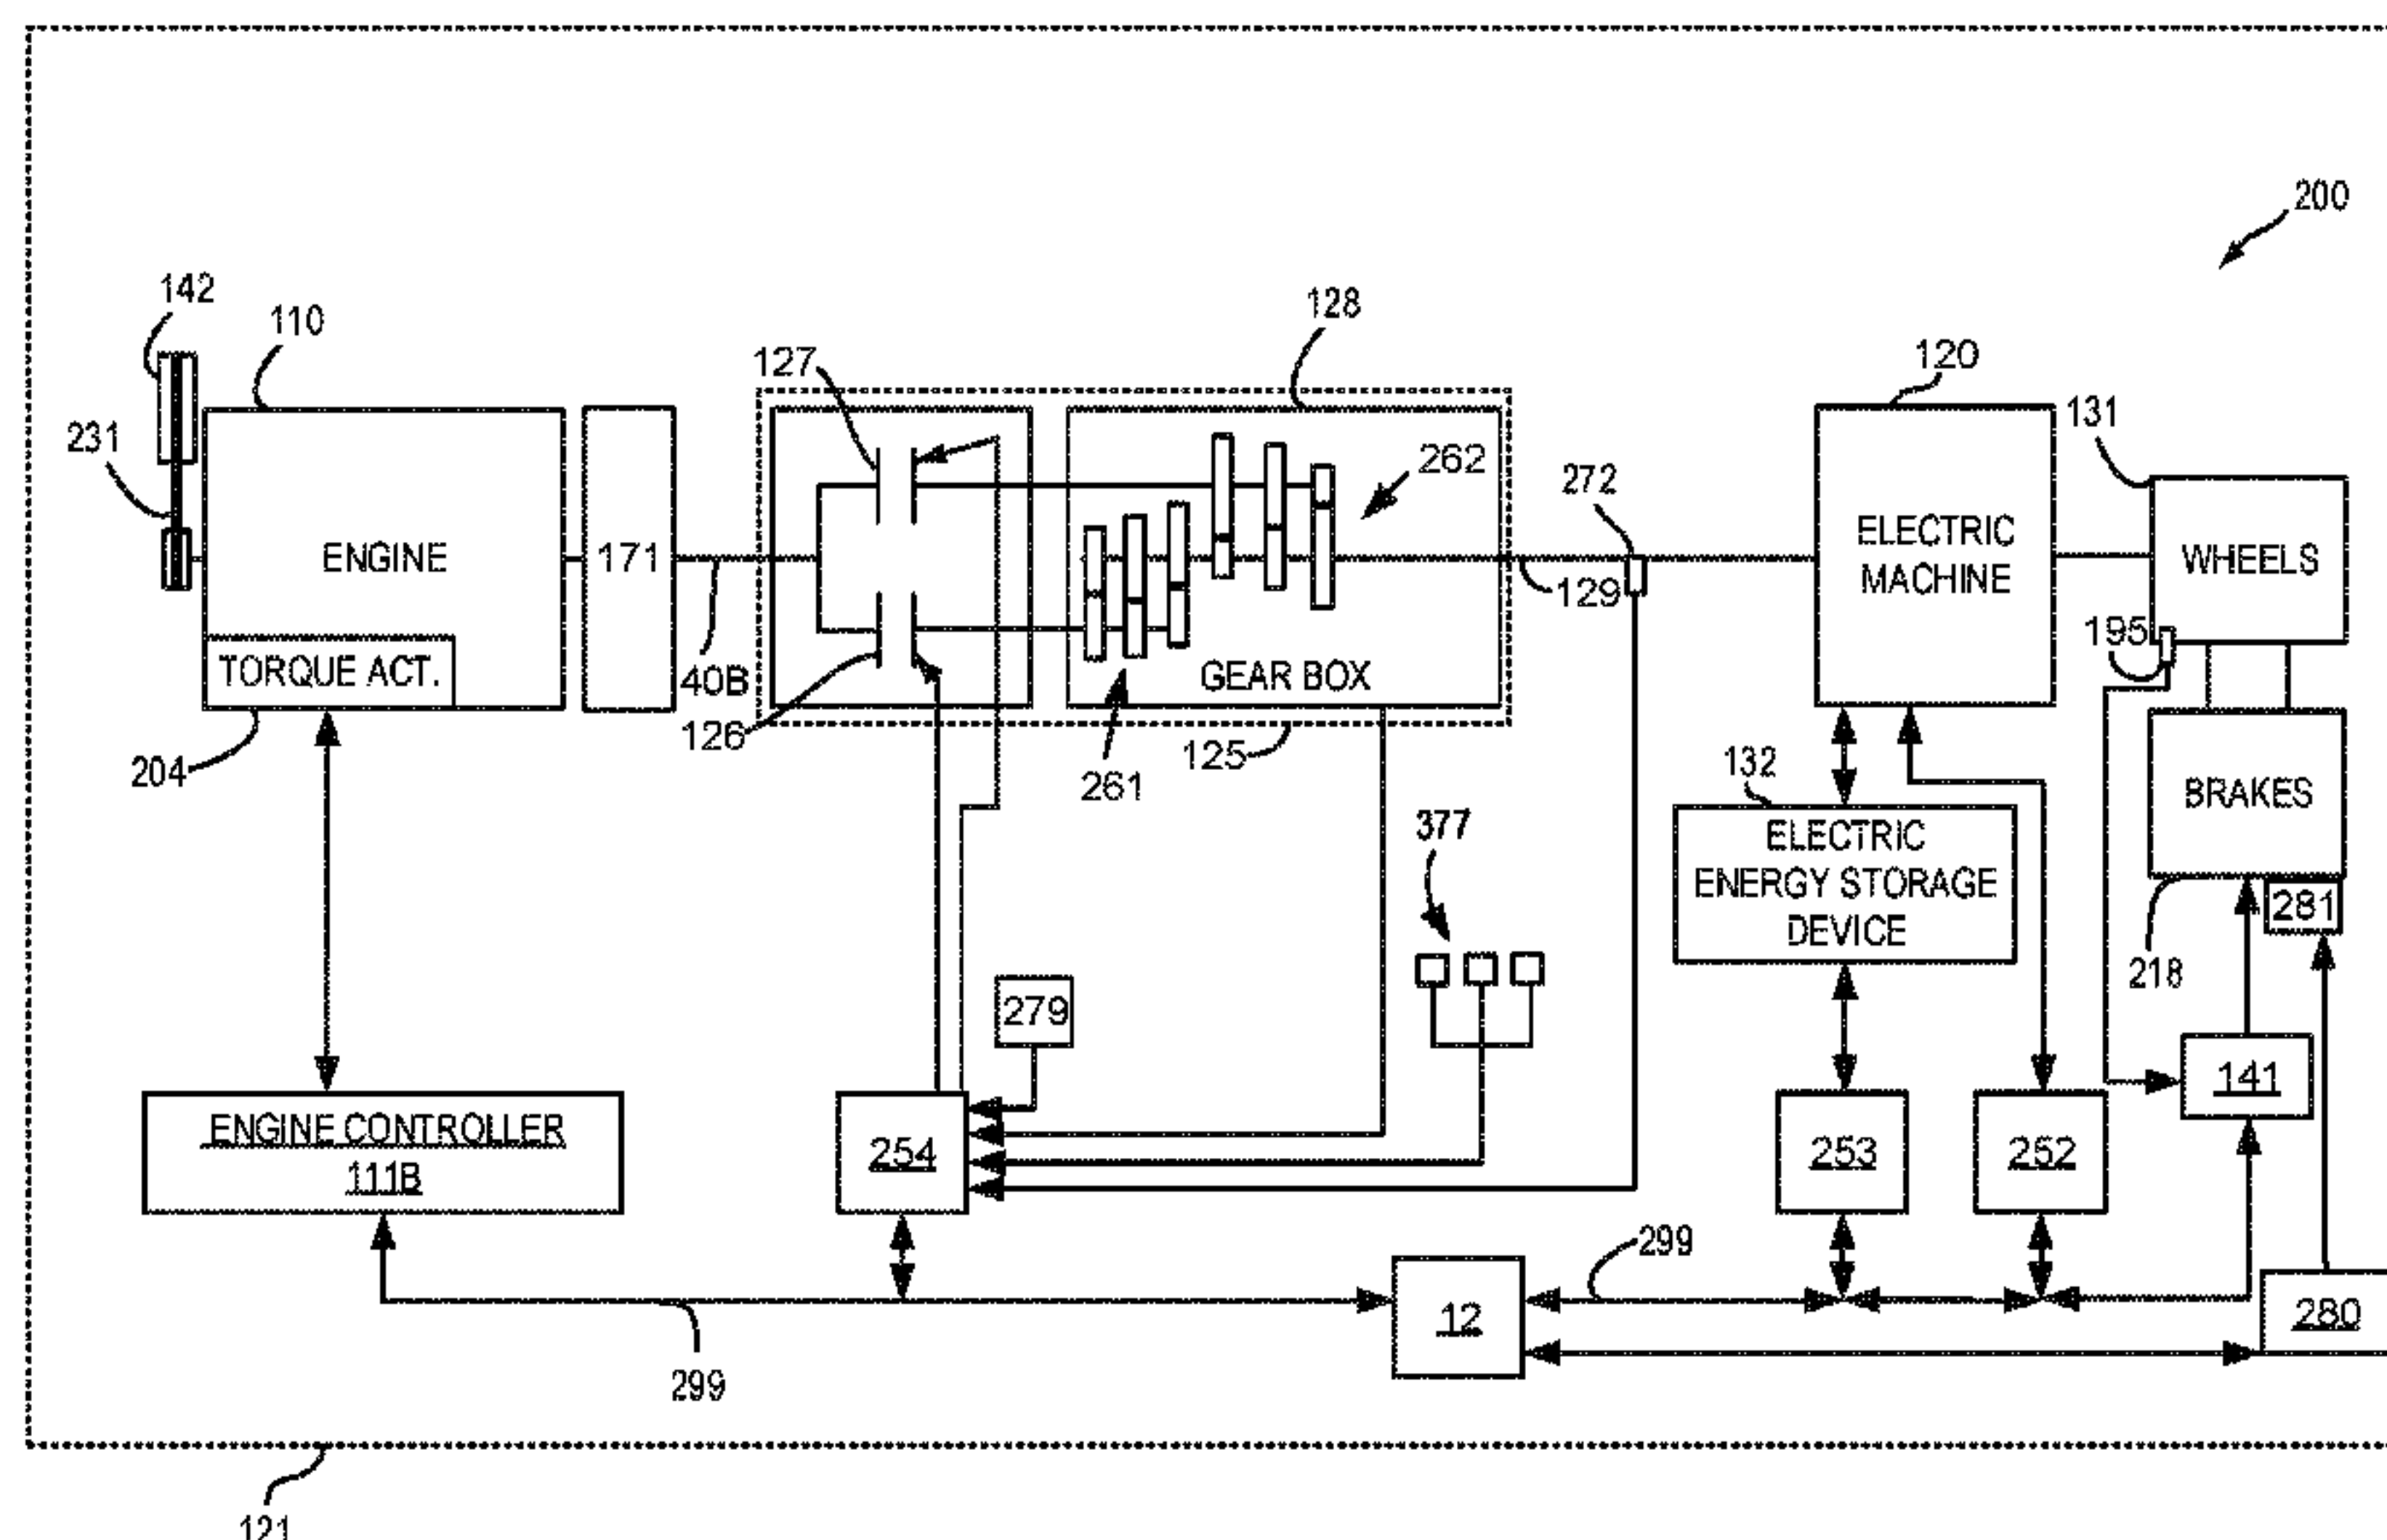 200
142
110
128
127
120
131
231
262
272
ENGINE
171
ELECTRIC
MACHINE
WHEELS
129
195
TORQUE ACT.
40B
GEAR BOX
126
125
204
261
132
BRAKES
377
ELECTRIC
ENERGY STORAGE
DEVICE
281
218
279
141
ENGINE CONTROLLER
111B
254
253
252
299
12
280
299
121